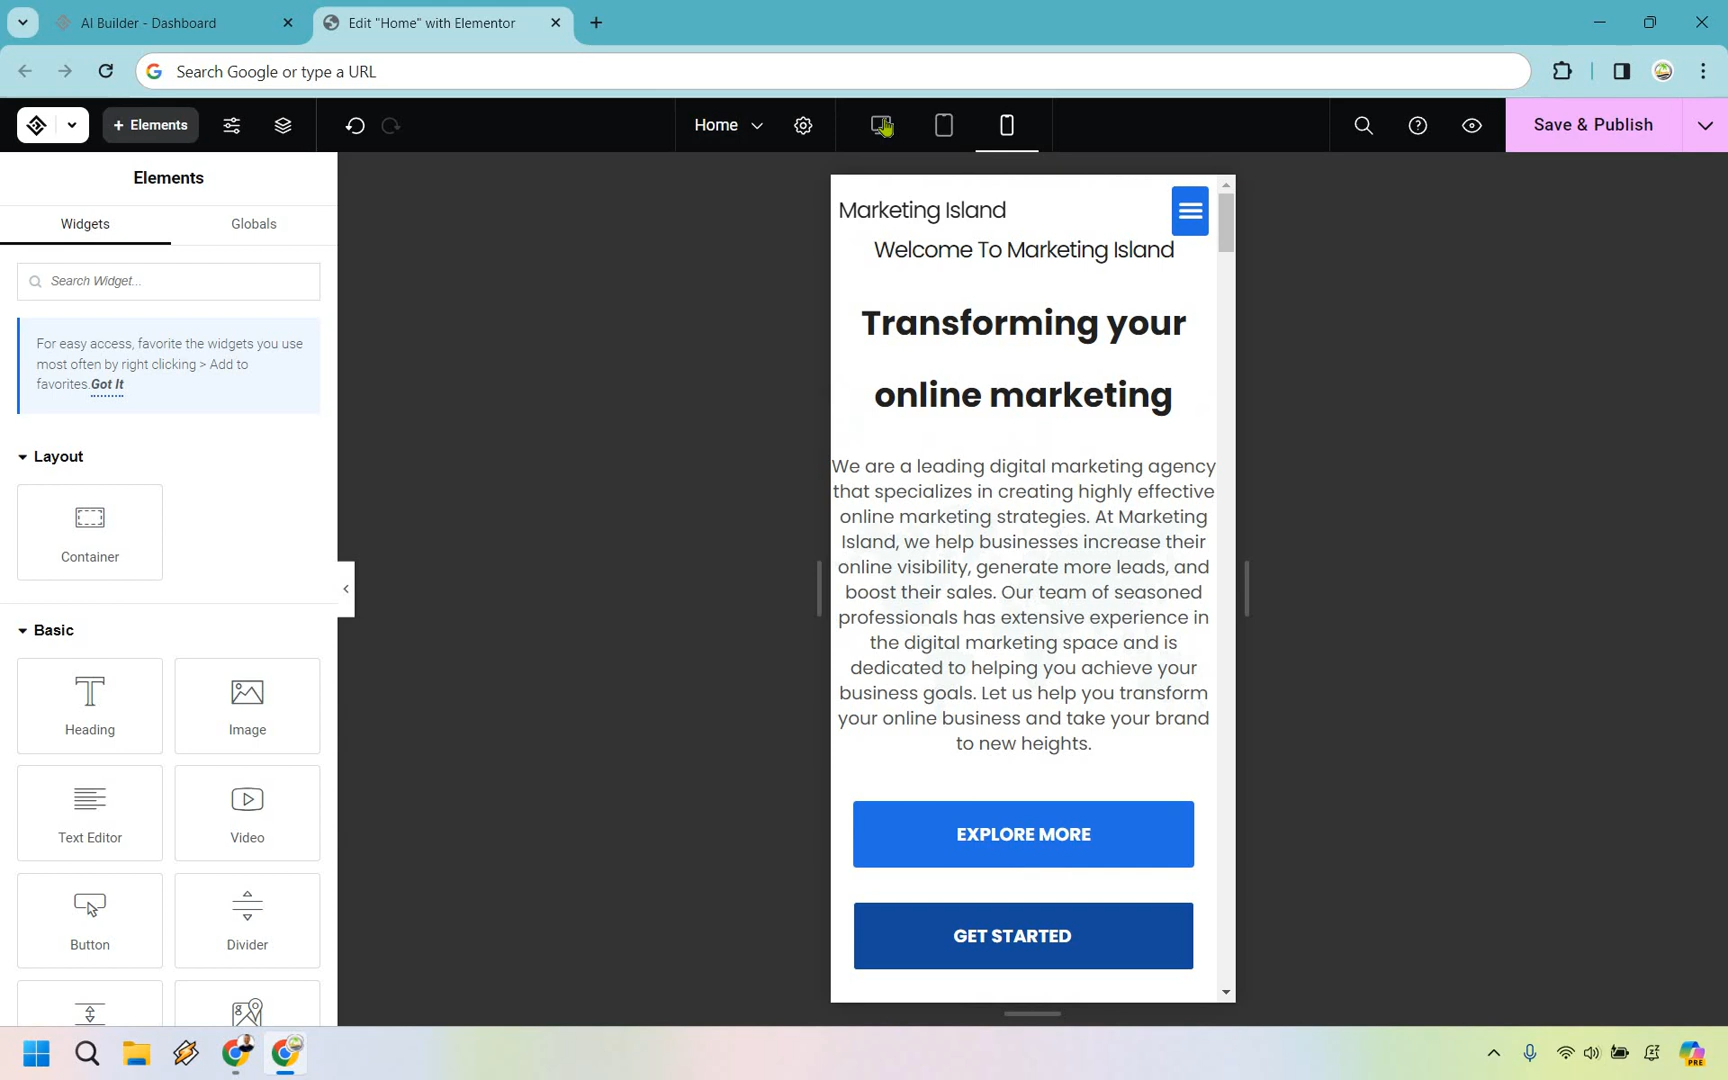 AI Builder - Dashboard
Edit "Home" with Elementor
Search Google or type a URL
+ Elements
Home
Save & Publish
Elements
Widgets
Globals
Search Widget...
For easy access, favorite the widgets you use
most often by right clicking > Add to
favorites.Got It
Layout
Container
Basic
Heading
Image
Text Editor
Video
Button
Divider
Marketing Island
Welcome To Marketing Island
Transforming your
online marketing
We are a leading digital marketing agency
that specializes in creating highly effective
online marketing strategies. At Marketing
Island, we help businesses increase their
online visibility, generate more leads, and
boost their sales. Our team of seasoned
professionals has extensive experience in
the digital marketing space and is
dedicated to helping you achieve your
business goals. Let us help you transform
your online business and take your brand
to new heights.
EXPLORE MORE
GET STARTED
PRE